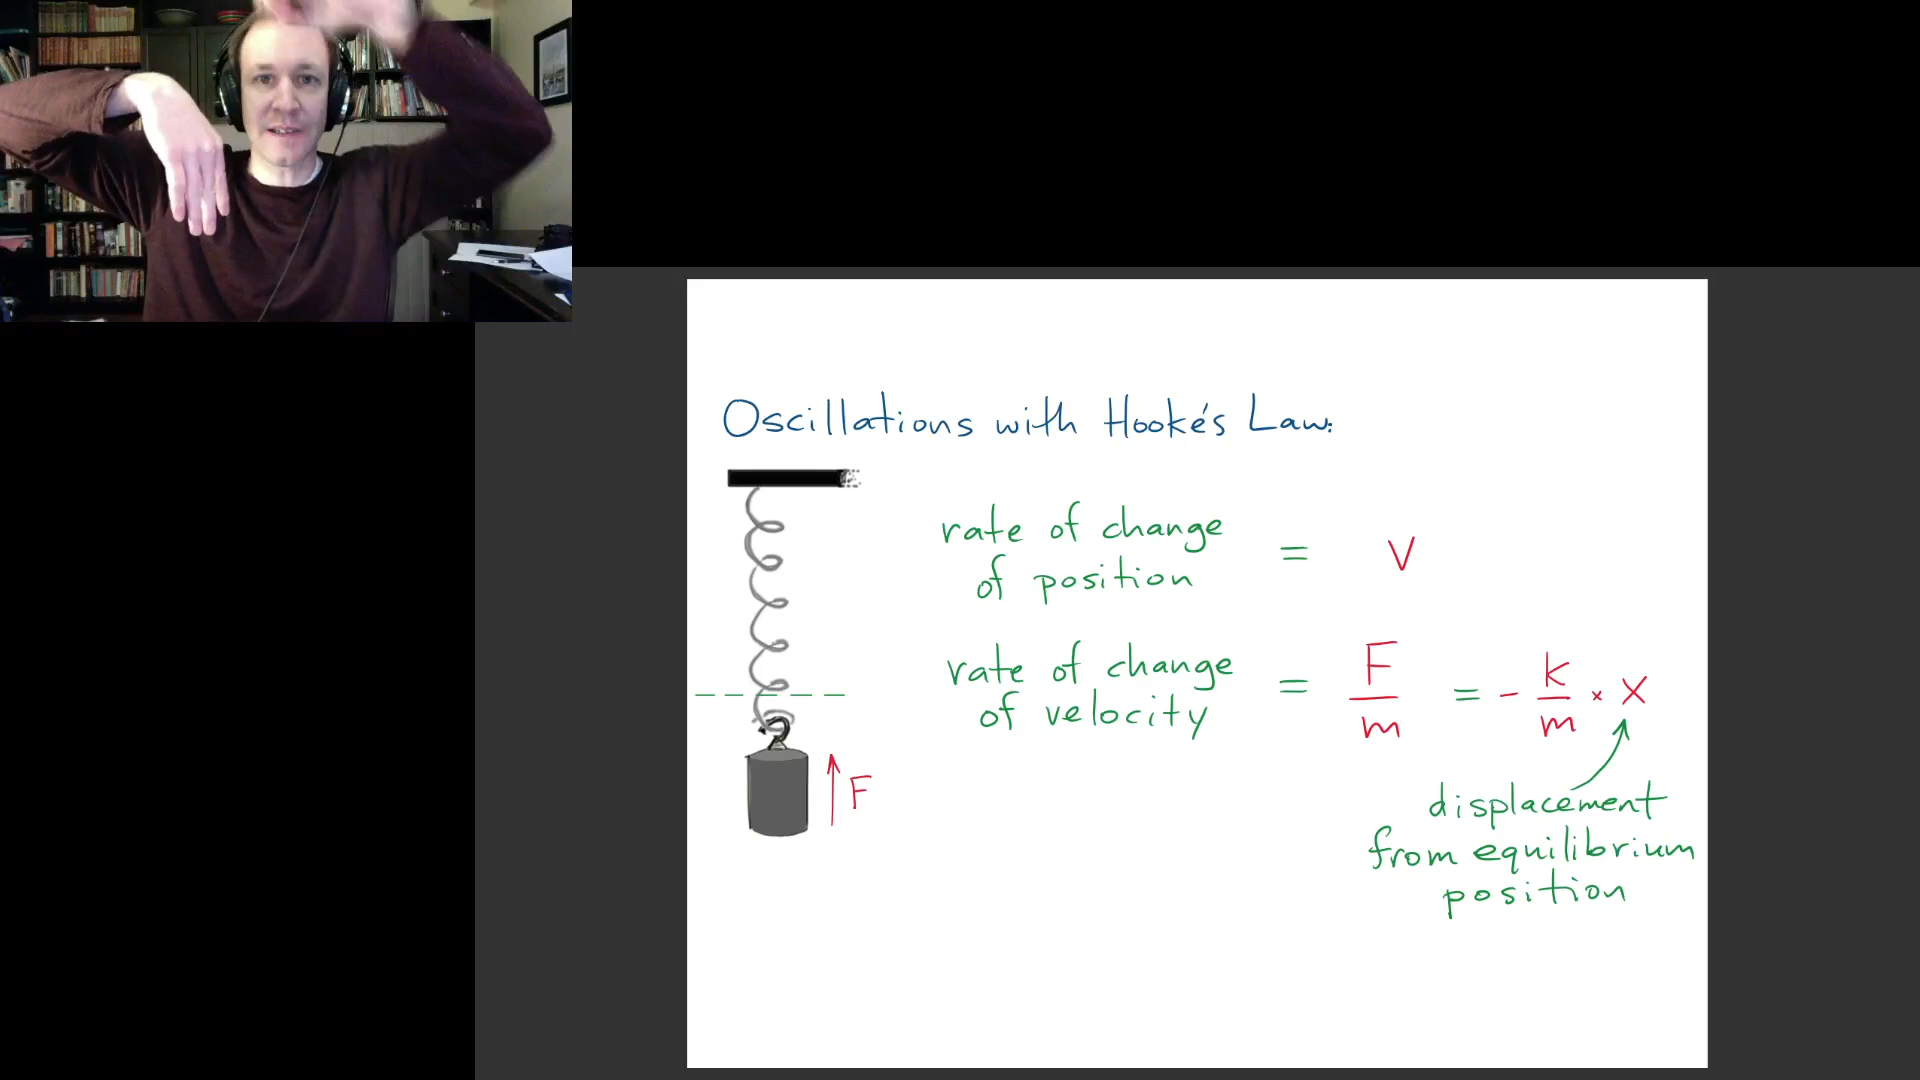 Oscillations with Hooke's Law:
rate of change
of position
= v
rate of change
of velocity
= F/m = - k/m × x
F
displacement
from equilibrium
position